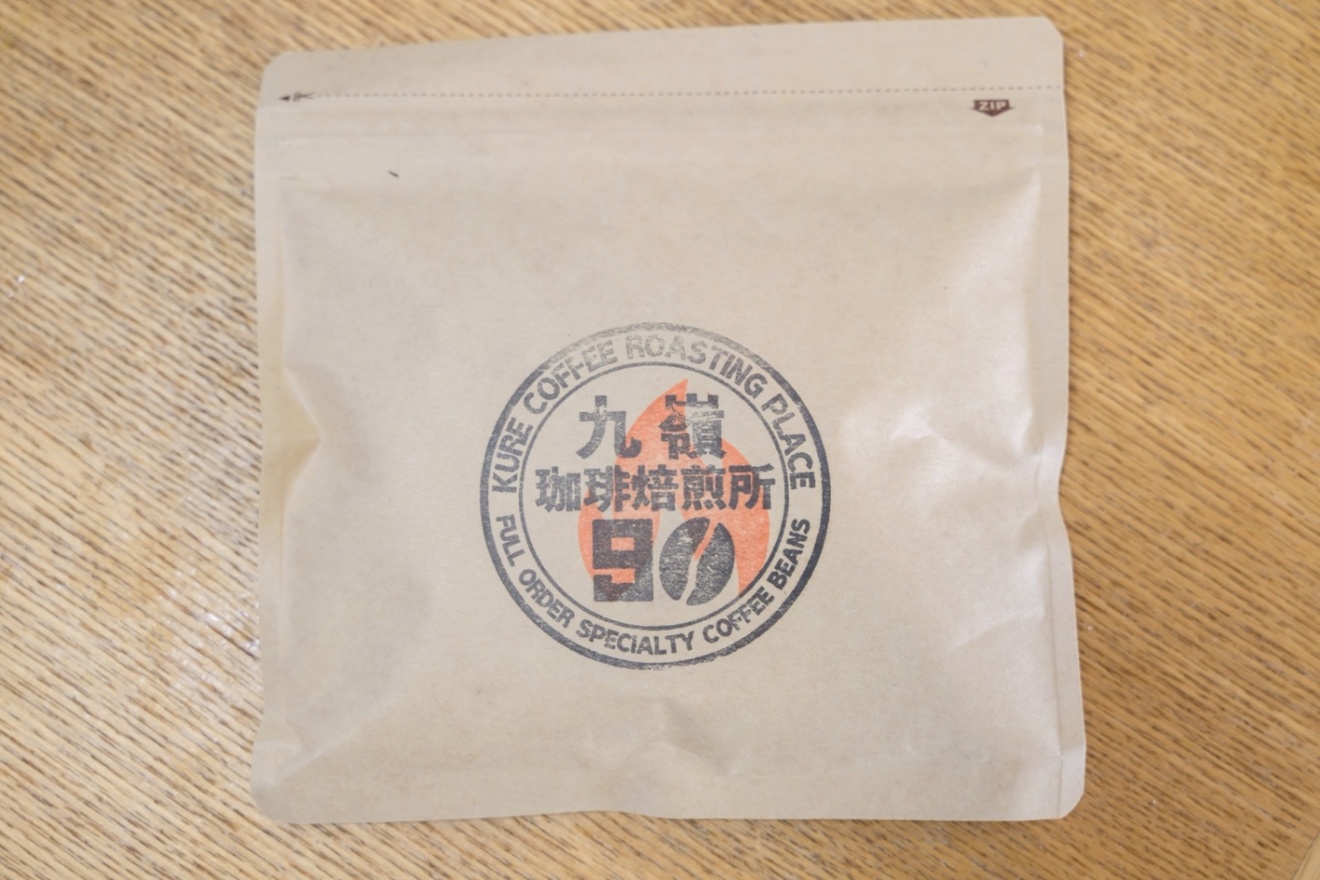 ZIP
KURE COFFEE ROASTING PLACE
九嶺
珈琲焙煎所
90
FULL ORDER SPECIALTY COFFEE BEANS